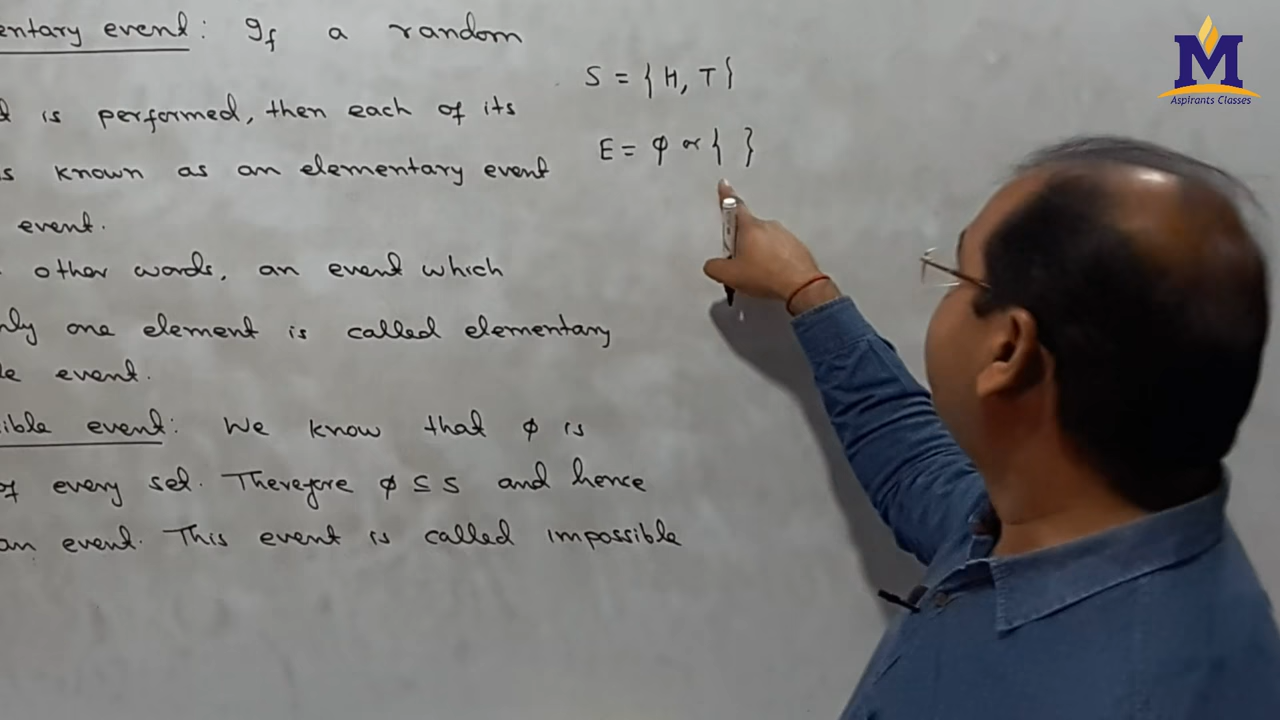 entary event: If a random
is performed, then each of its
known as an elementary event
event.
other words, an event which
only one element is called elementary
event.
ible event: We know that ϕ is
of every set. Therefore ϕ ⊆ S and hence
an event. This event is called impossible
S = {H, T}
E = ϕ or { }
M
Aspirants Classes